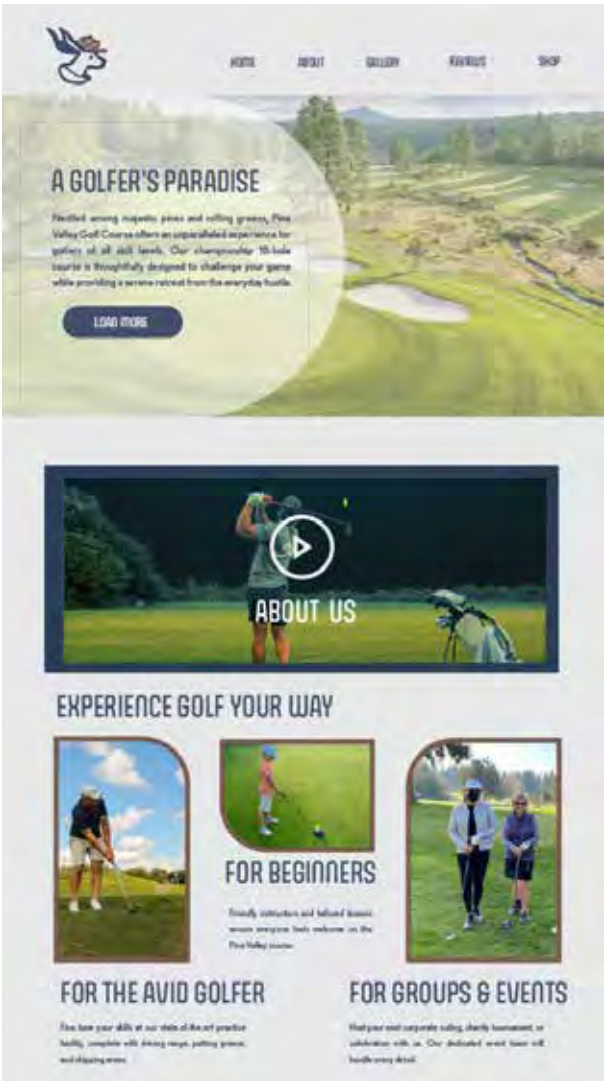 HOME ABOUT GALLERY REVIEWS SHOP
A GOLFER'S PARADISE
Nestled among majestic pines and rolling greens, Pine
Valley Golf Course offers an unparalleled experience for
golfers of all skill levels. Our championship 18-hole
course is thoughtfully designed to challenge your game
while providing a serene retreat from the everyday hustle.
LOAD MORE
ABOUT US
EXPERIENCE GOLF YOUR WAY
FOR BEGINNERS
Friendly instructors and tailored lessons
ensure everyone feels welcome on the
Pine Valley course.
FOR THE AVID GOLFER
Fine tune your skills at our state of the art practice
facility, complete with driving range, putting greens,
and chipping areas.
FOR GROUPS & EVENTS
Host your next corporate outing, charity tournament, or
celebration with us. Our dedicated event team will
handle every detail.